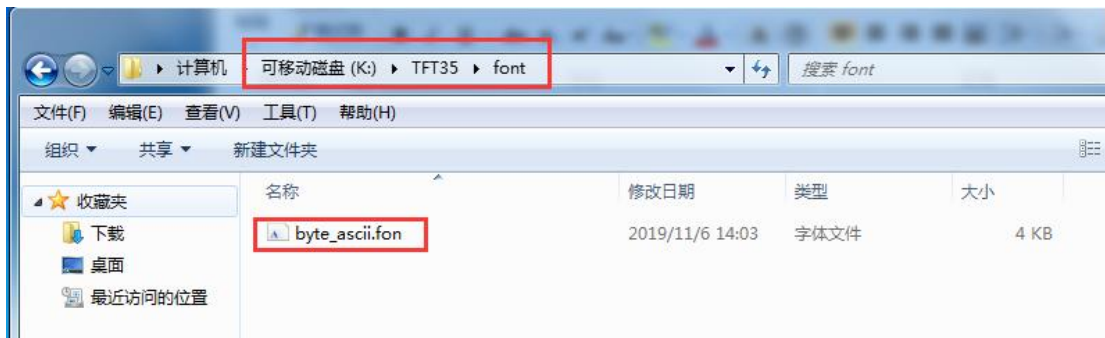 计算机 可移动磁盘 (K:) TFT35 font 搜索 font
文件(F) 编辑(E) 查看(V) 工具(T) 帮助(H)
组织 共享 新建文件夹
收藏夹 名称 修改日期 类型 大小
下载 byte_ascii.fon 2019/11/6 14:03 字体文件 4 KB
桌面
最近访问的位置